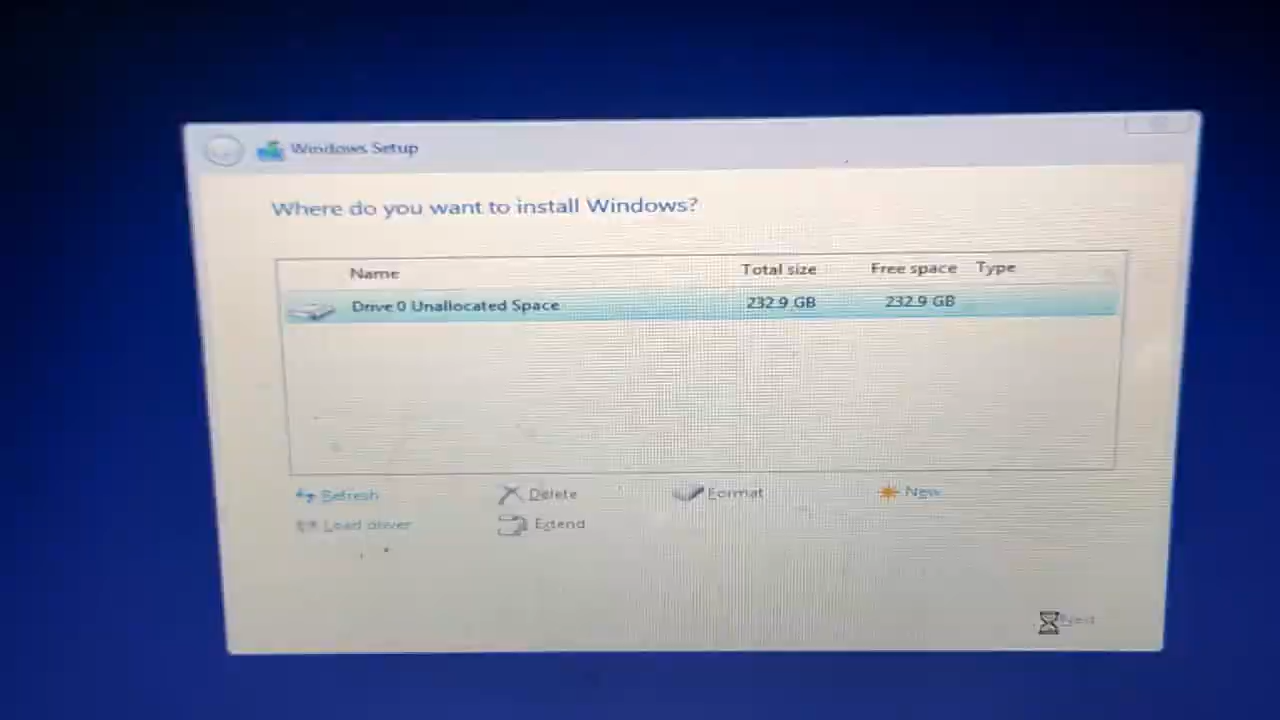 Windows Setup
Where do you want to install Windows?
Name Total size Free space Type
Drive 0 Unallocated Space 232.9 GB 232.9 GB
Refresh Delete Format New
Load driver Extend
Next